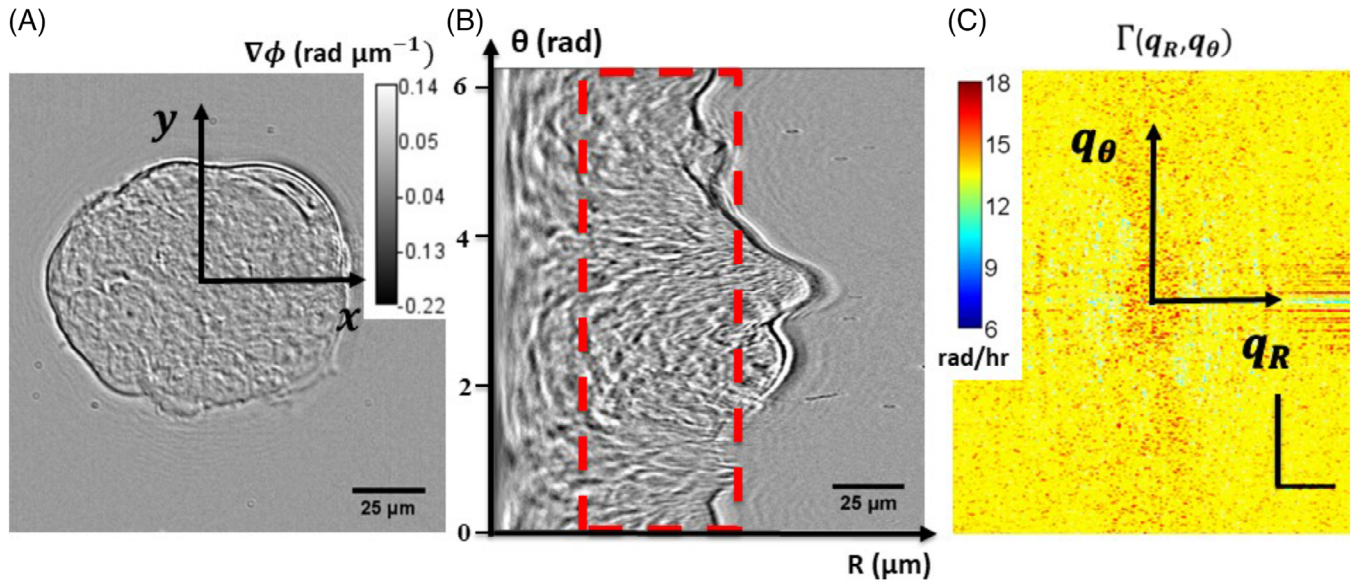 (A)
∇ϕ (rad μm⁻¹)
0.14
0.05
-0.04
-0.13
-0.22
y
x
25 μm
(B)
θ (rad)
6
4
2
0
25 μm
R (μm)
(C)
Γ(q_R,q_θ)
18
15
12
9
6
rad/hr
q_θ
q_R